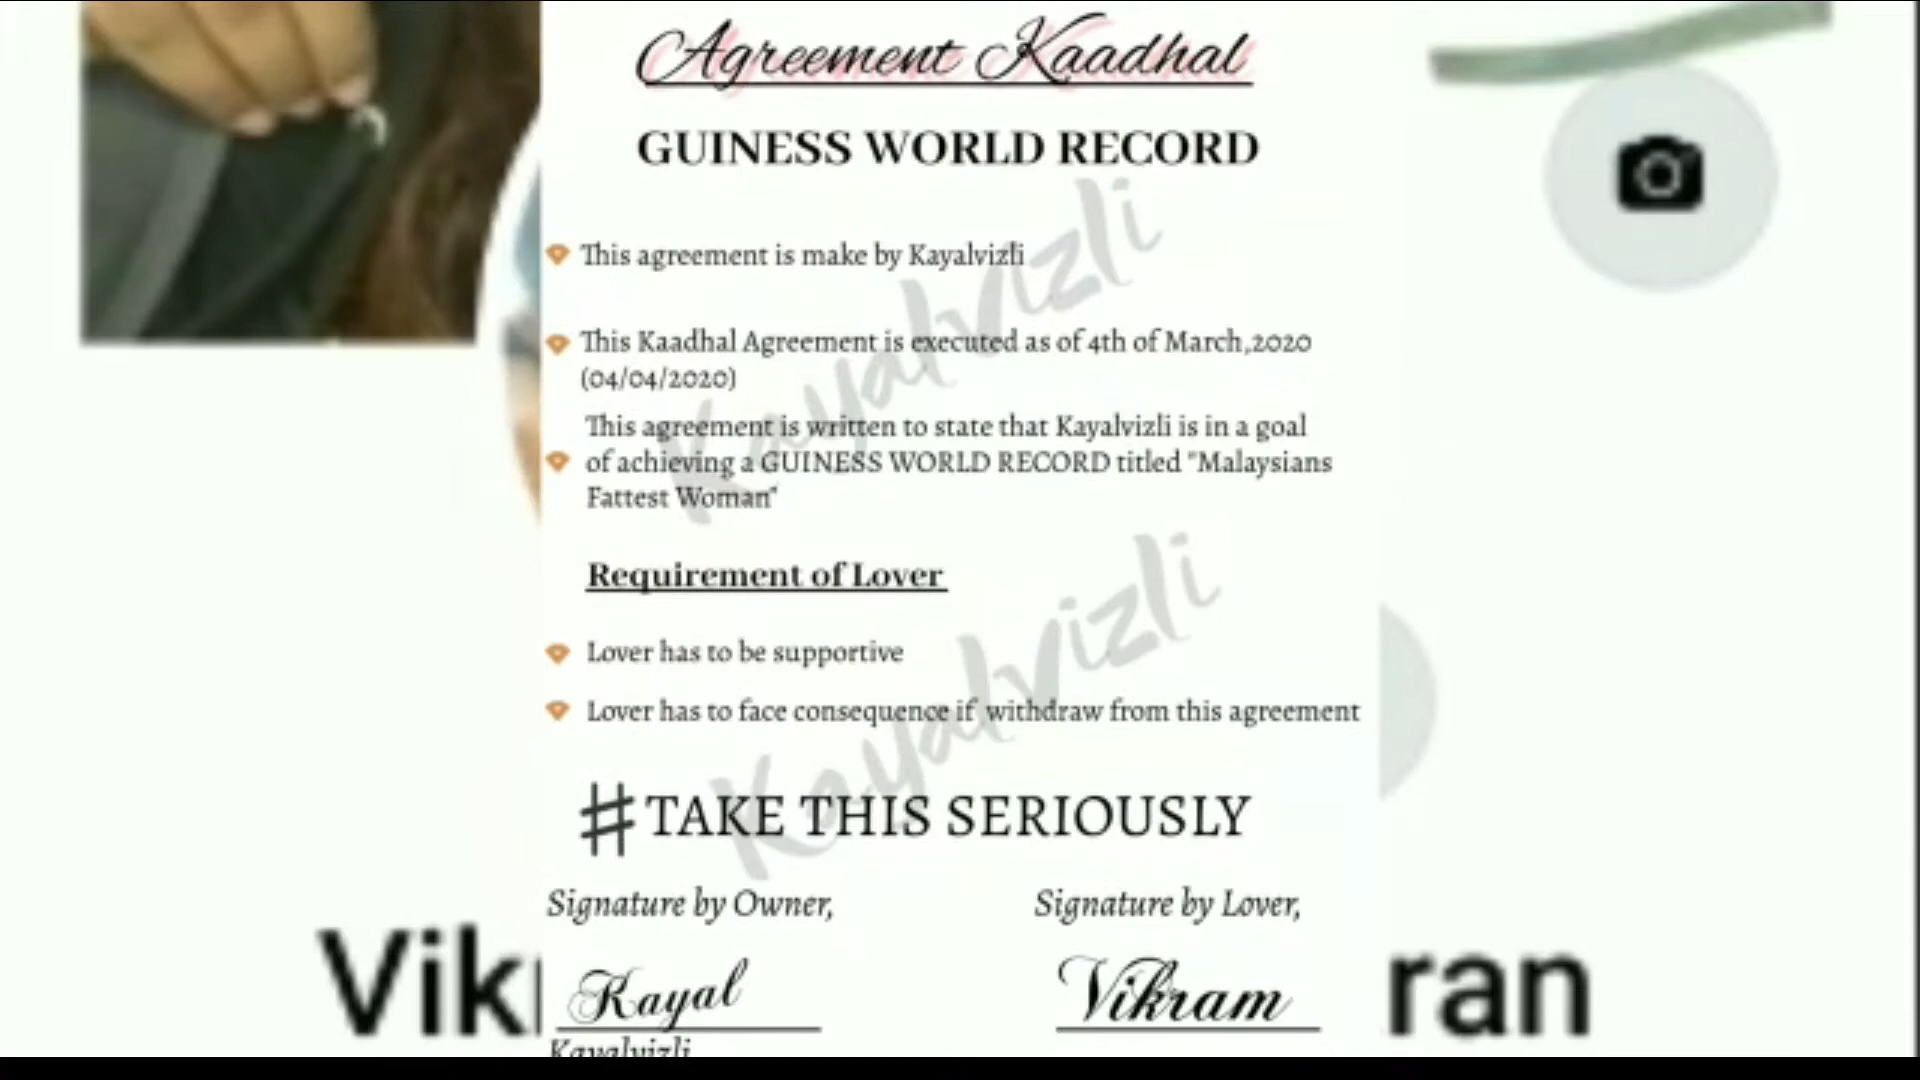 Agreement Kaadhal
GUINESS WORLD RECORD
This agreement is make by Kayalvizli
This Kaadhal Agreement is executed as of 4th of March,2020
(04/04/2020)
This agreement is written to state that Kayalvizli is in a goal
of achieving a GUINESS WORLD RECORD titled "Malaysians
Fattest Woman"
Requirement of Lover
Lover has to be supportive
Lover has to face consequence if withdraw from this agreement
#TAKE THIS SERIOUSLY
Signature by Owner,
Signature by Lover,
Kayal
Vikram
Kayalvizli
Kayalvizli
Kayalvizli
Vik
ran